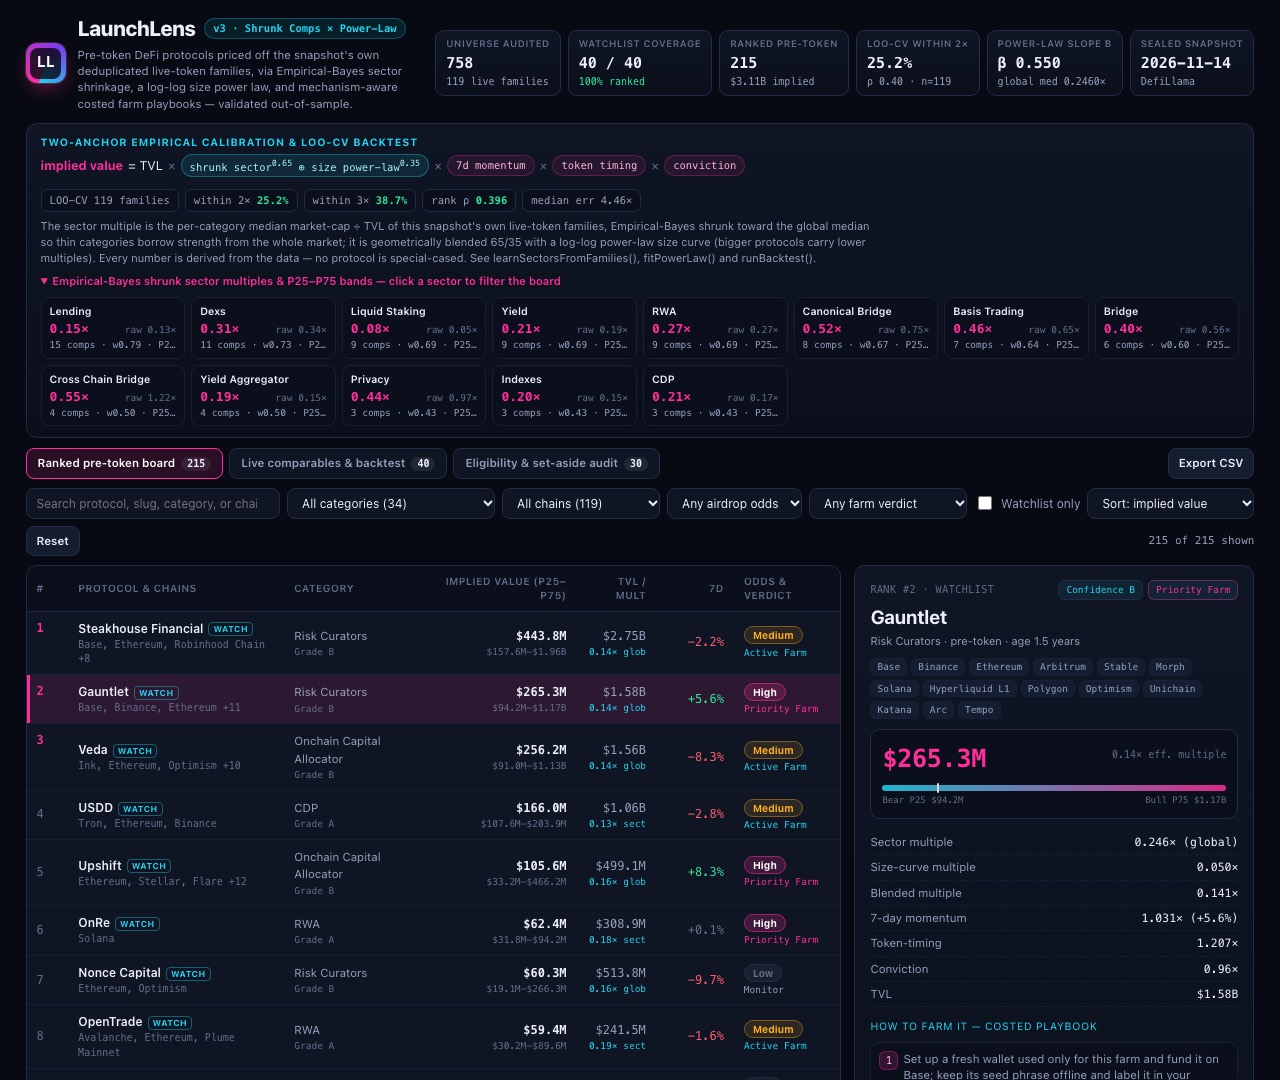 LL
LaunchLens v3 · Shrunk Comps × Power-Law
Pre-token DeFi protocols priced off the snapshot's own
deduplicated live-token families, via Empirical-Bayes sector
shrinkage, a log-log size power law, and mechanism-aware
costed farm playbooks — validated out-of-sample.
UNIVERSE AUDITED
758
119 live families
WATCHLIST COVERAGE
40 / 40
100% ranked
RANKED PRE-TOKEN
215
$3.11B implied
LOO-CV WITHIN 2×
25.2%
ρ 0.40 · n=119
POWER-LAW SLOPE B
β 0.550
global med 0.2460×
SEALED SNAPSHOT
2026-11-14
DefiLlama
TWO-ANCHOR EMPIRICAL CALIBRATION & LOO-CV BACKTEST
implied value = TVL × shrunk sector0.65 ⊕ size power-law0.35 × 7d momentum × token timing × conviction
LOO-CV 119 families within 2× 25.2% within 3× 38.7% rank ρ 0.396 median err 4.46×
The sector multiple is the per-category median market-cap ÷ TVL of this snapshot's own live-token families, Empirical-Bayes shrunk toward the global median
so thin categories borrow strength from the whole market; it is geometrically blended 65/35 with a log-log power-law size curve (bigger protocols carry lower
multiples). Every number is derived from the data — no protocol is special-cased. See learnSectorsFromFamilies(), fitPowerLaw() and runBacktest().
▼ Empirical-Bayes shrunk sector multiples & P25–P75 bands — click a sector to filter the board
Lending
0.15× raw 0.13×
15 comps · w0.79 · P2…
Dexs
0.31× raw 0.34×
11 comps · w0.73 · P2…
Liquid Staking
0.08× raw 0.05×
9 comps · w0.69 · P25…
Yield
0.21× raw 0.19×
9 comps · w0.69 · P25…
RWA
0.27× raw 0.27×
9 comps · w0.69 · P25…
Canonical Bridge
0.52× raw 0.75×
8 comps · w0.67 · P25…
Basis Trading
0.46× raw 0.65×
7 comps · w0.64 · P25…
Bridge
0.40× raw 0.56×
6 comps · w0.60 · P25…
Cross Chain Bridge
0.55× raw 1.22×
4 comps · w0.50 · P25…
Yield Aggregator
0.19× raw 0.15×
4 comps · w0.50 · P25…
Privacy
0.44× raw 0.97×
3 comps · w0.43 · P25…
Indexes
0.20× raw 0.15×
3 comps · w0.43 · P25…
CDP
0.21× raw 0.17×
3 comps · w0.43 · P25…
Ranked pre-token board 215 Live comparables & backtest 40 Eligibility & set-aside audit 30 Export CSV
Search protocol, slug, category, or chai All categories (34) All chains (119) Any airdrop odds Any farm verdict Watchlist only Sort: implied value
Reset 215 of 215 shown
# PROTOCOL & CHAINS CATEGORY IMPLIED VALUE (P25–P75) TVL / MULT 7D ODDS & VERDICT
1 Steakhouse Financial WATCH Risk Curators $443.8M $2.75B −2.2% Medium
Base, Ethereum, Robinhood Chain +8 Grade B $157.6M–$1.96B 0.14× glob Active Farm
2 Gauntlet WATCH Risk Curators $265.3M $1.58B +5.6% High
Base, Binance, Ethereum +11 Grade B $94.2M–$1.17B 0.14× glob Priority Farm
3 Veda WATCH Onchain Capital Allocator $256.2M $1.56B −8.3% Medium
Ink, Ethereum, Optimism +10 Grade B $91.0M–$1.13B 0.14× glob Active Farm
4 USDD WATCH CDP $166.0M $1.06B −2.8% Medium
Tron, Ethereum, Binance Grade A $107.6M–$203.9M 0.13× sect Active Farm
5 Upshift WATCH Onchain Capital Allocator $105.6M $499.1M +8.3% High
Ethereum, Stellar, Flare +12 Grade B $33.2M–$466.2M 0.16× glob Priority Farm
6 OnRe WATCH RWA $62.4M $308.9M +0.1% High
Solana Grade A $31.8M–$94.2M 0.18× sect Priority Farm
7 Nonce Capital WATCH Risk Curators $60.3M $513.8M −9.7% Low
Ethereum, Optimism Grade B $19.1M–$266.3M 0.16× glob Monitor
8 OpenTrade WATCH RWA $59.4M $241.5M −1.6% Medium
Avalanche, Ethereum, Plume Mainnet Grade A $30.2M–$89.6M 0.19× sect Active Farm
RANK #2 · WATCHLIST Confidence B Priority Farm
Gauntlet
Risk Curators · pre-token · age 1.5 years
Base Binance Ethereum Arbitrum Stable Morph
Solana Hyperliquid L1 Polygon Optimism Unichain
Katana Arc Tempo
$265.3M 0.14× eff. multiple
Bear P25 $94.2M Bull P75 $1.17B
Sector multiple 0.246× (global)
Size-curve multiple 0.050×
Blended multiple 0.141×
7-day momentum 1.031× (+5.6%)
Token-timing 1.207×
Conviction 0.96×
TVL $1.58B
HOW TO FARM IT — COSTED PLAYBOOK
1 Set up a fresh wallet used only for this farm and fund it on
Base; keep its seed phrase offline and label it in your